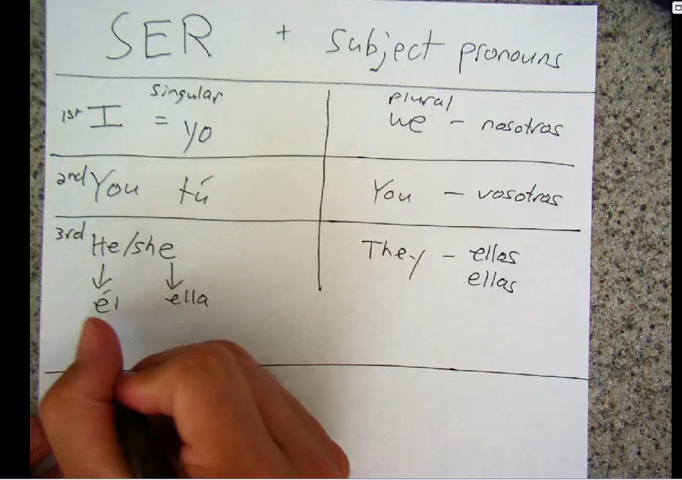 SER + Subject pronouns
singular plural
1st I = yo we - nosotros
2nd You tú You - vosotros
3rd He/she They - ellos
ellas
él ella